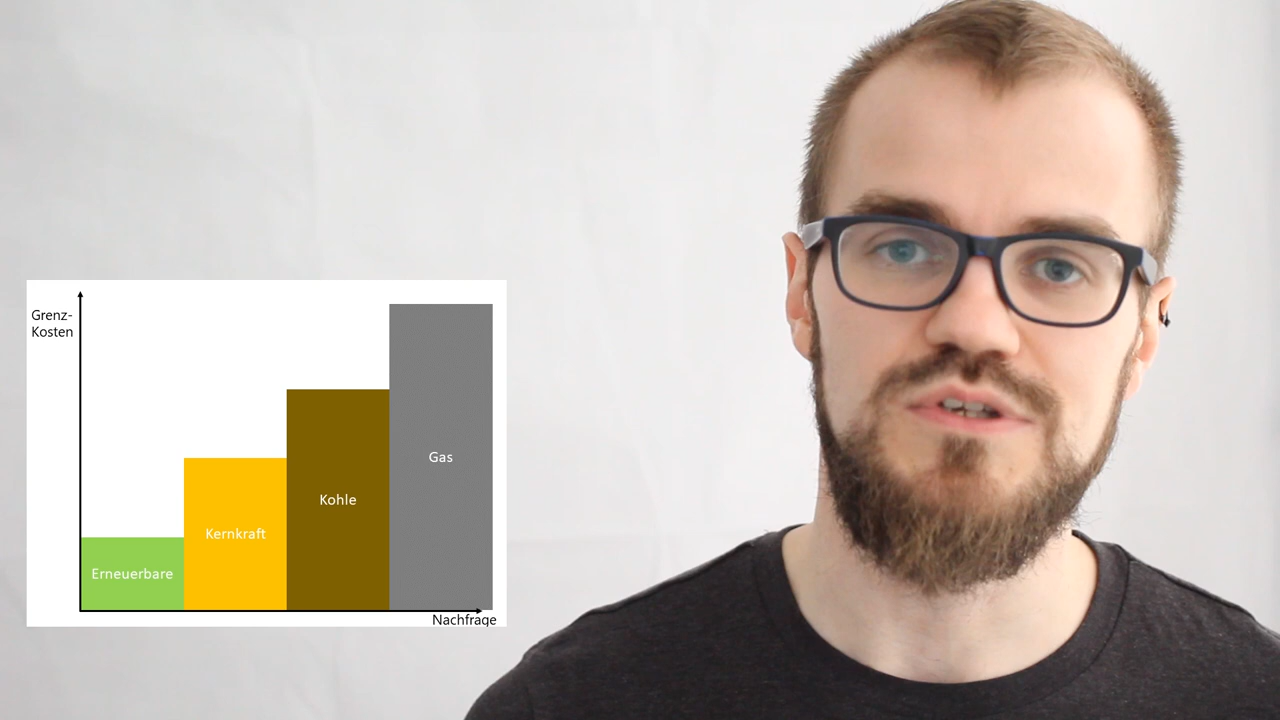 Grenz-
Kosten
Erneuerbare
Kernkraft
Kohle
Gas
Nachfrage